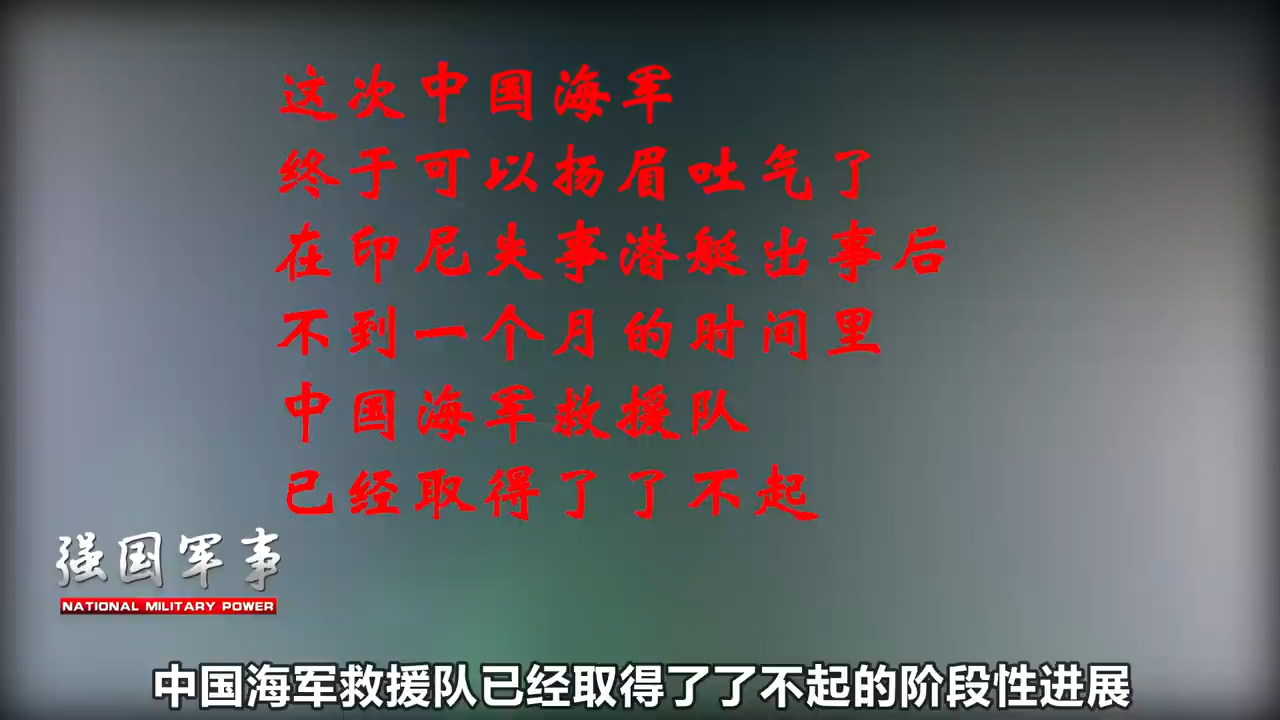 这次中国海军
终于可以扬眉吐气了
在印尼失事潜艇出事后
不到一个月的时间里
中国海军救援队
已经取得了了不起
强国军事
NATIONAL MILITARY POWER
中国海军救援队已经取得了了不起的阶段性进展